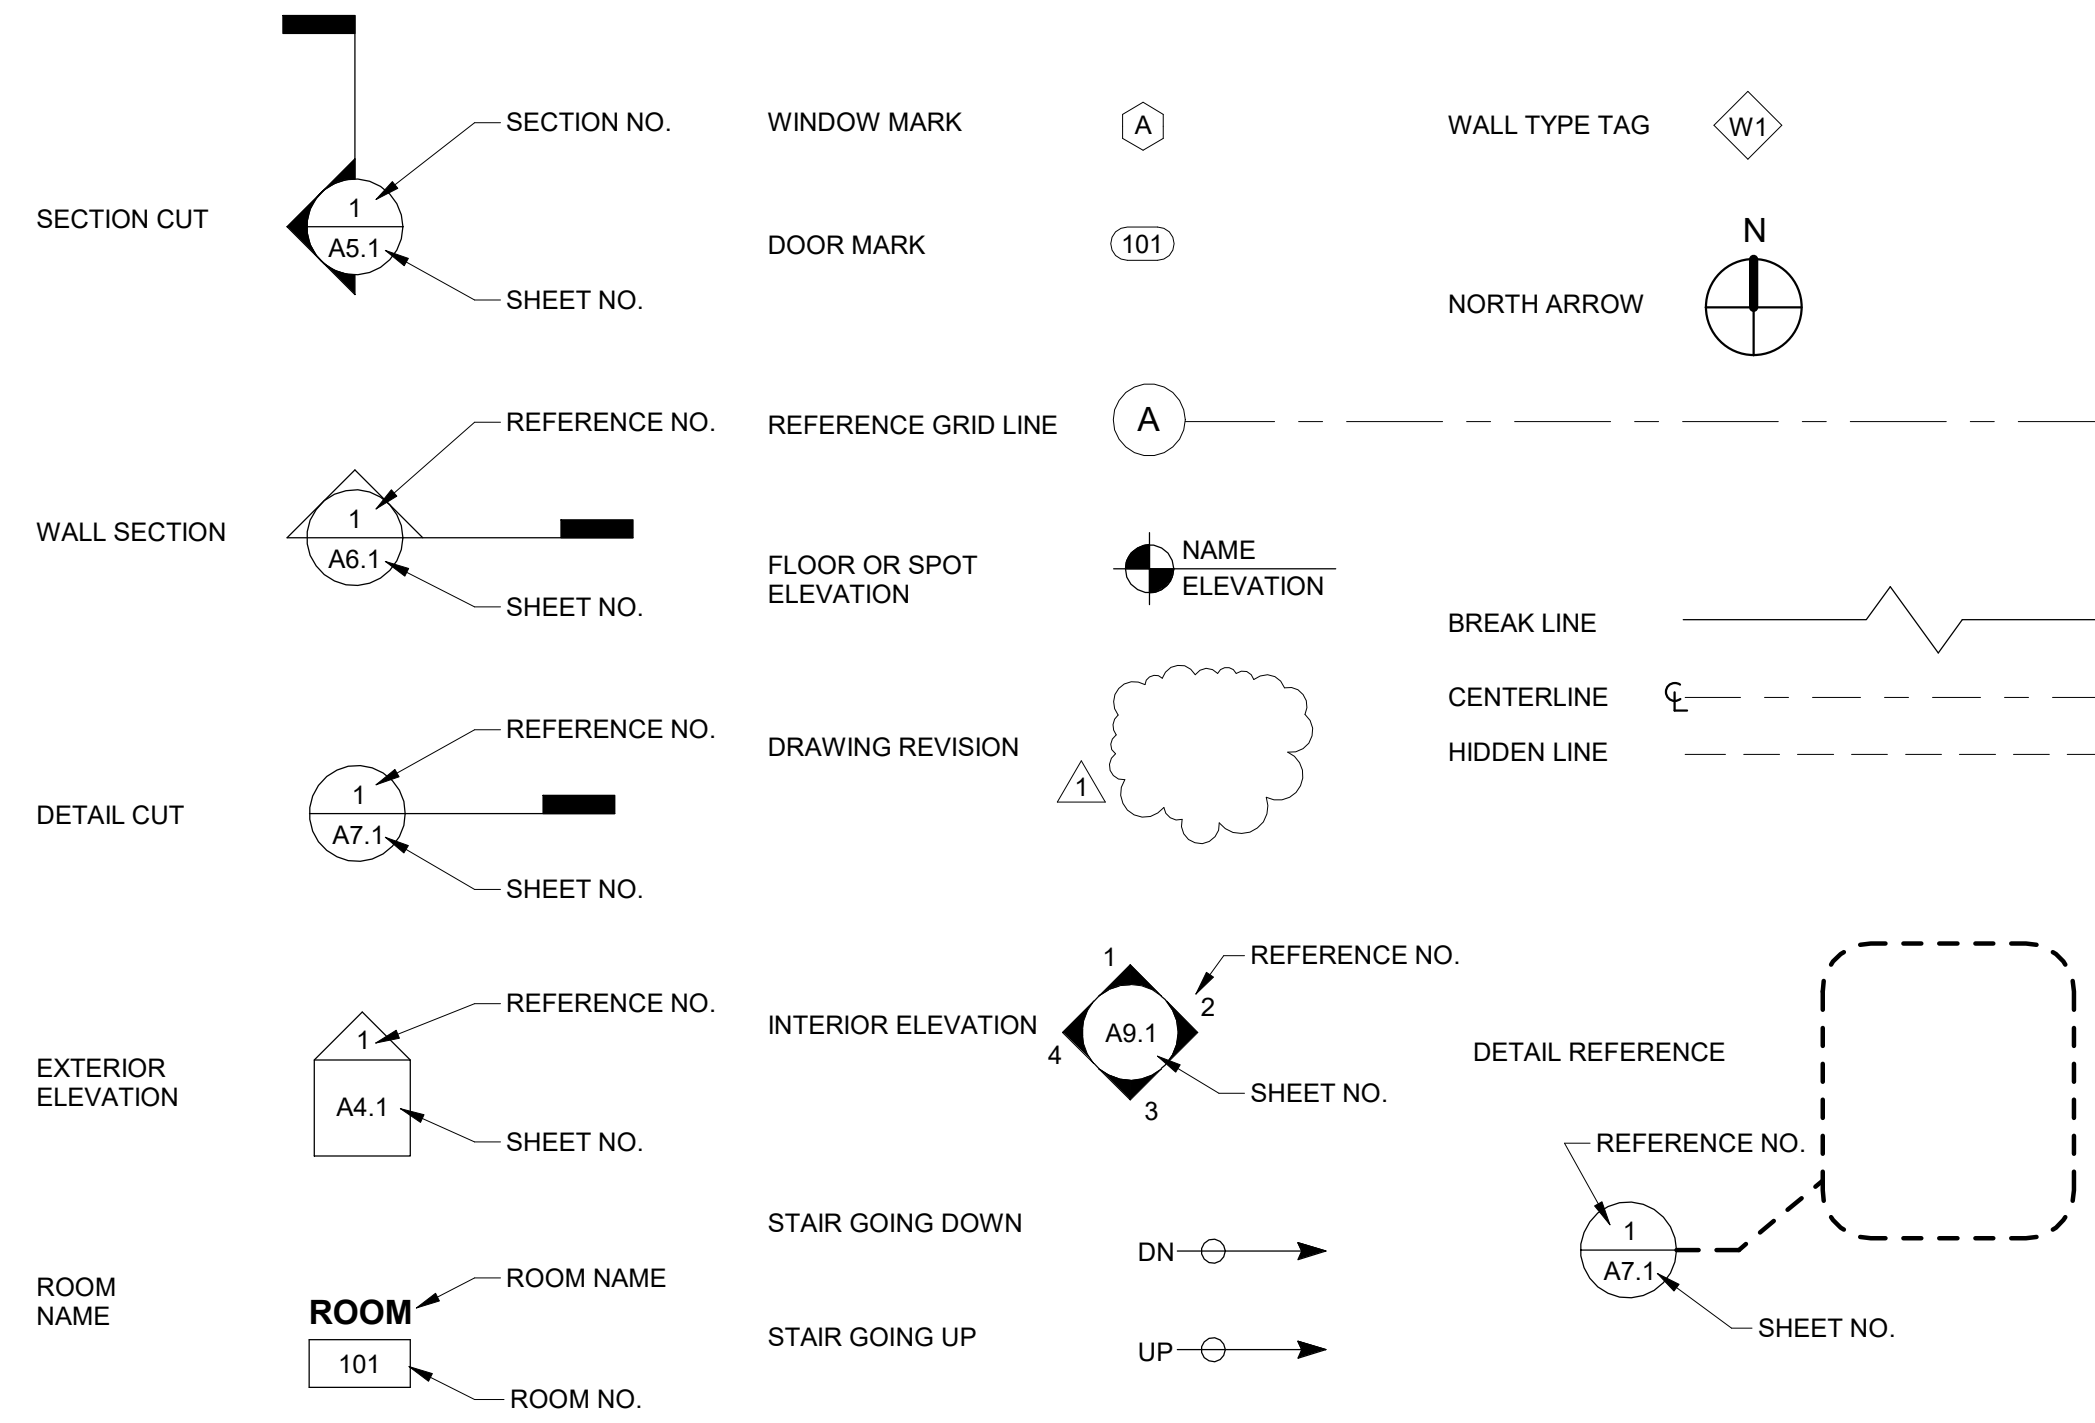 SECTION CUT
1
A5.1
SECTION NO.
SHEET NO.
WALL SECTION
1
A6.1
REFERENCE NO.
SHEET NO.
DETAIL CUT
1
A7.1
REFERENCE NO.
SHEET NO.
EXTERIOR
ELEVATION
1
A4.1
REFERENCE NO.
SHEET NO.
ROOM
NAME
ROOM
101
ROOM NAME
ROOM NO.
WINDOW MARK
A
DOOR MARK
101
REFERENCE GRID LINE
A
FLOOR OR SPOT
ELEVATION
NAME
ELEVATION
DRAWING REVISION
1
INTERIOR ELEVATION
1
2
3
4
A9.1
REFERENCE NO.
SHEET NO.
STAIR GOING DOWN
DN
STAIR GOING UP
UP
WALL TYPE TAG
W1
NORTH ARROW
N
BREAK LINE
CENTERLINE
℄
HIDDEN LINE
DETAIL REFERENCE
REFERENCE NO.
1
A7.1
SHEET NO.